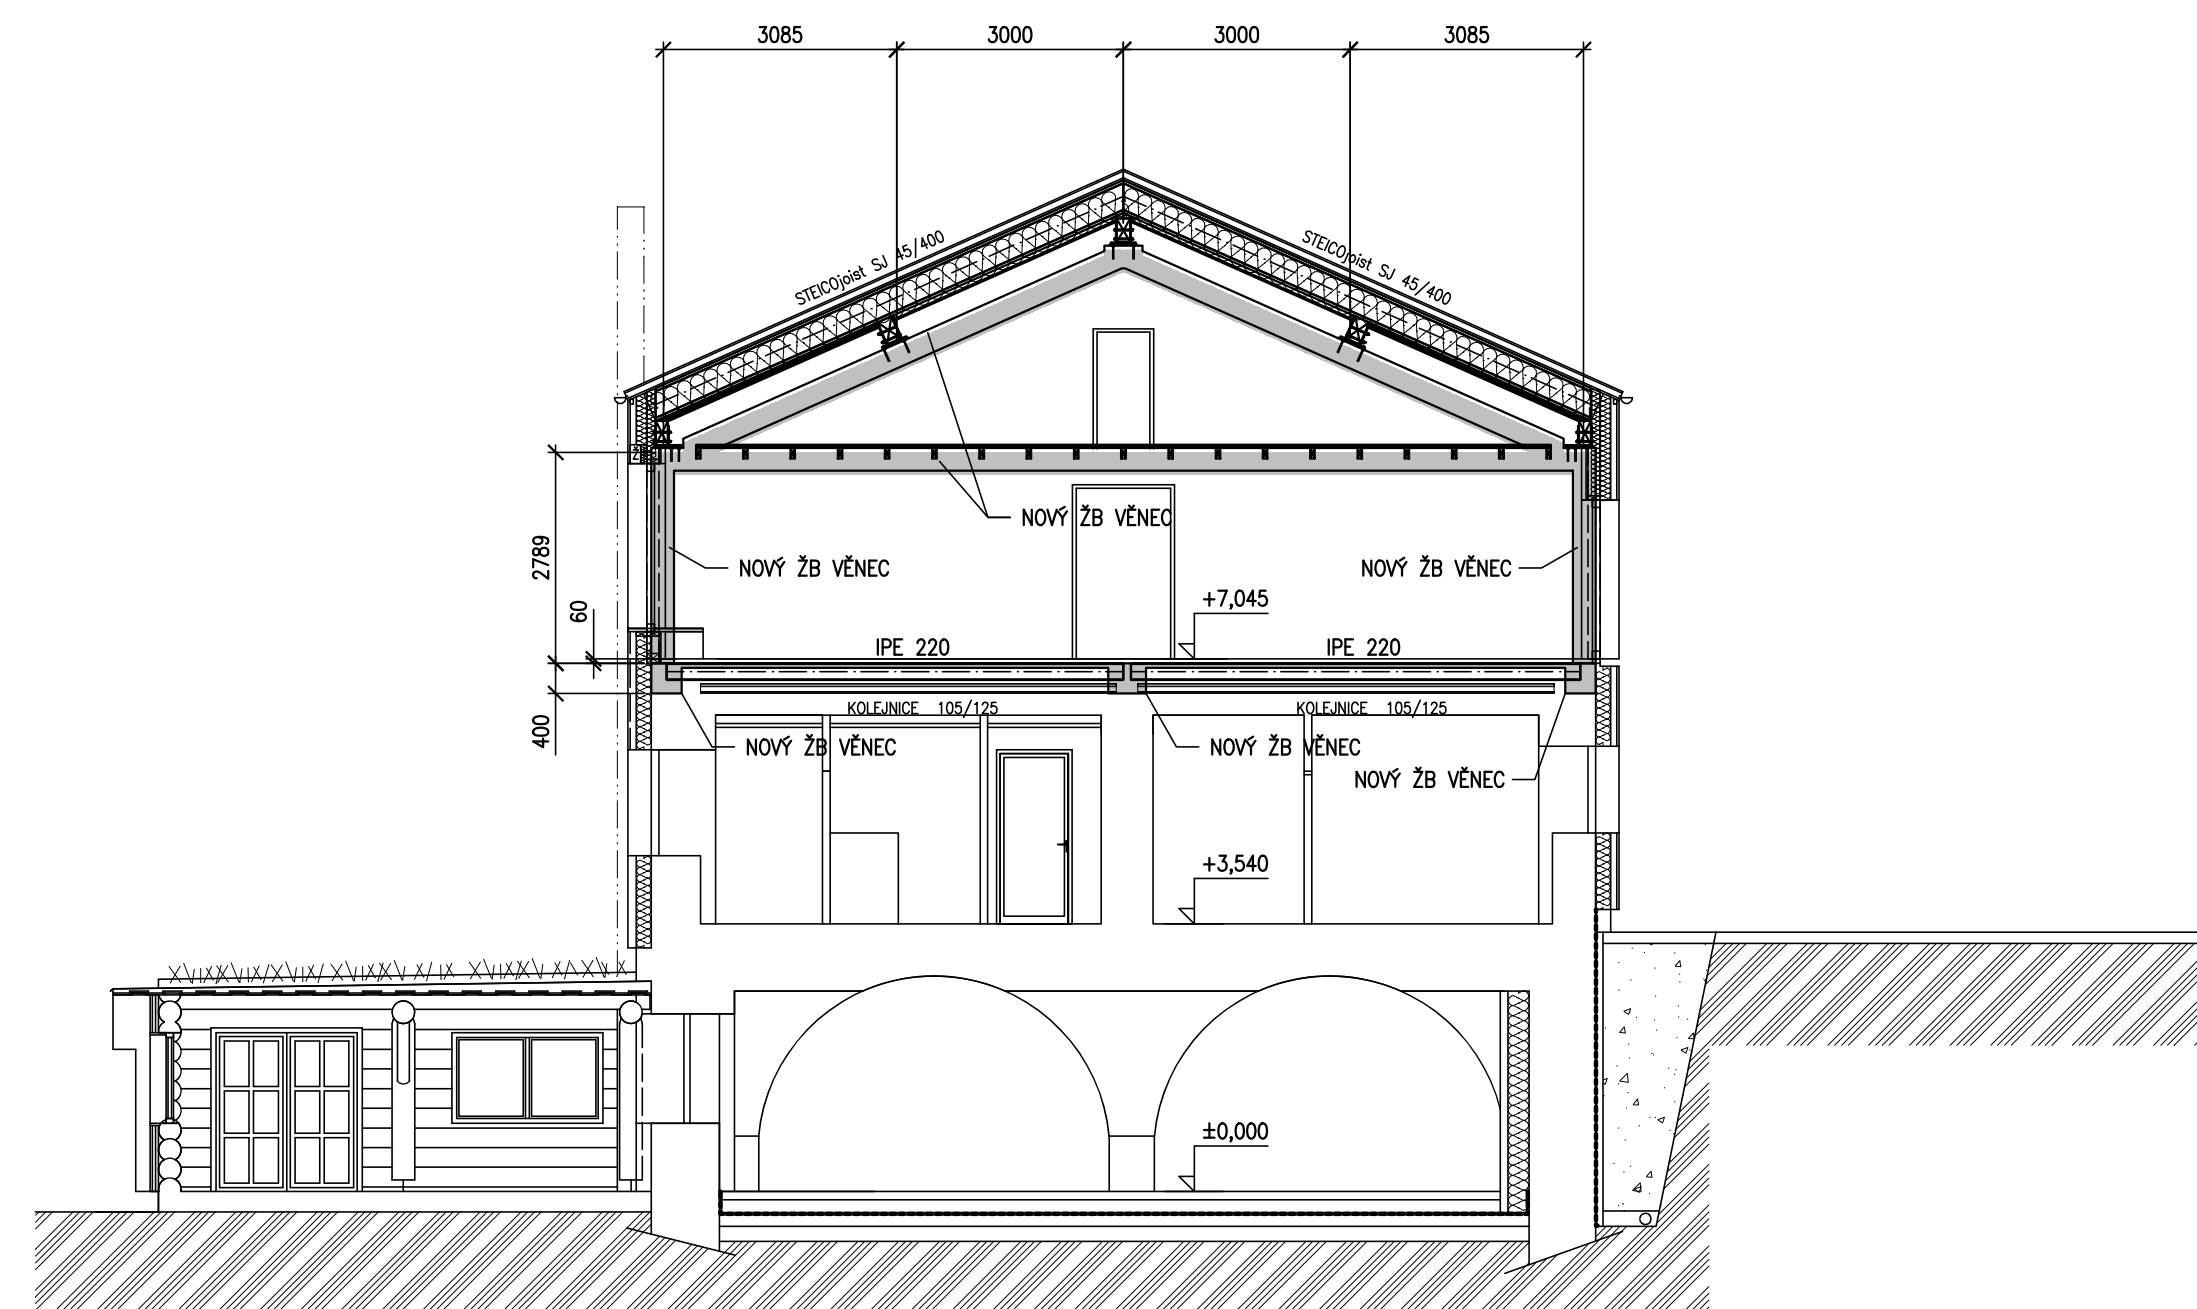 3085 3000 3000 3085
STEICOjoist SJ 45/400
STEICOjoist SJ 45/400
NOVÝ ŽB VĚNEC
2789
NOVÝ ŽB VĚNEC
NOVÝ ŽB VĚNEC
60
+7,045
IPE 220
IPE 220
400
KOLEJNICE 105/125
KOLEJNICE 105/125
NOVÝ ŽB VĚNEC
NOVÝ ŽB VĚNEC
NOVÝ ŽB VĚNEC
+3,540
±0,000